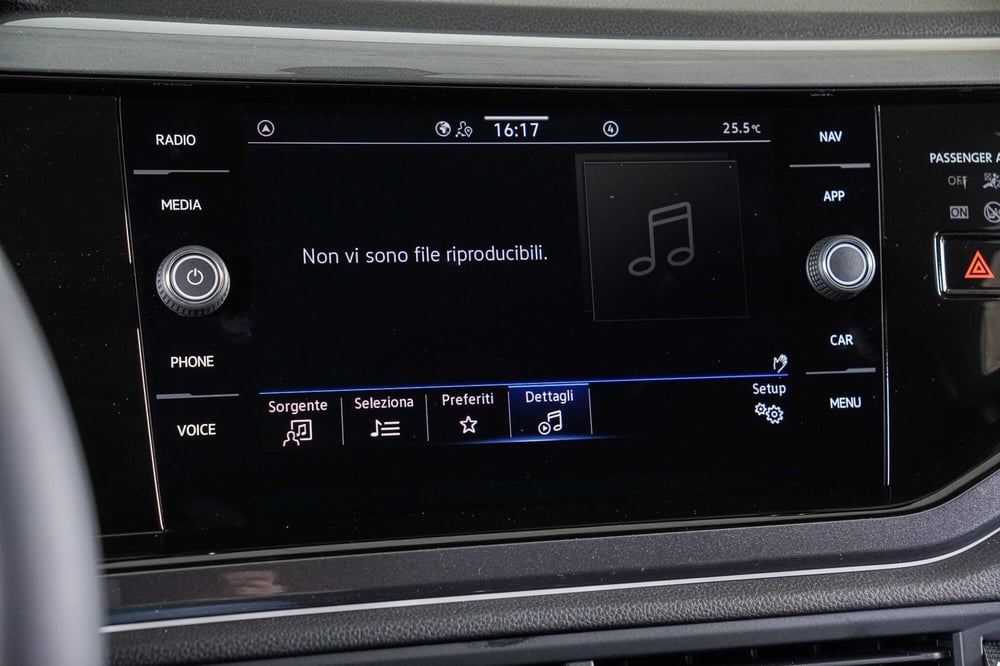 RADIO
MEDIA
PHONE
VOICE
16:17
4
25.5°C
Non vi sono file riproducibili.
Sorgente
Seleziona
Preferiti
Dettagli
Setup
NAV
APP
CAR
MENU
PASSENGER A
OFF
ON